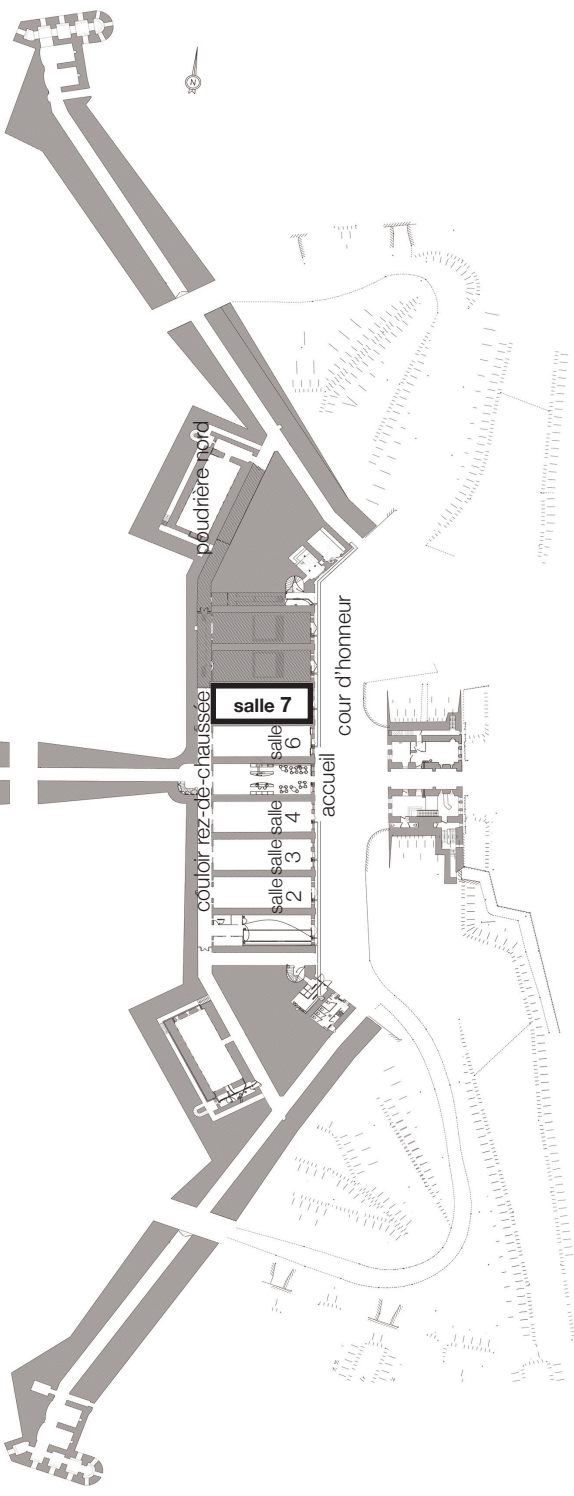 N
poudrière nord
couloir rez-de-chaussée
salle 7
salle
6
accueil
salle
4
salle
3
salle
2
cour d'honneur